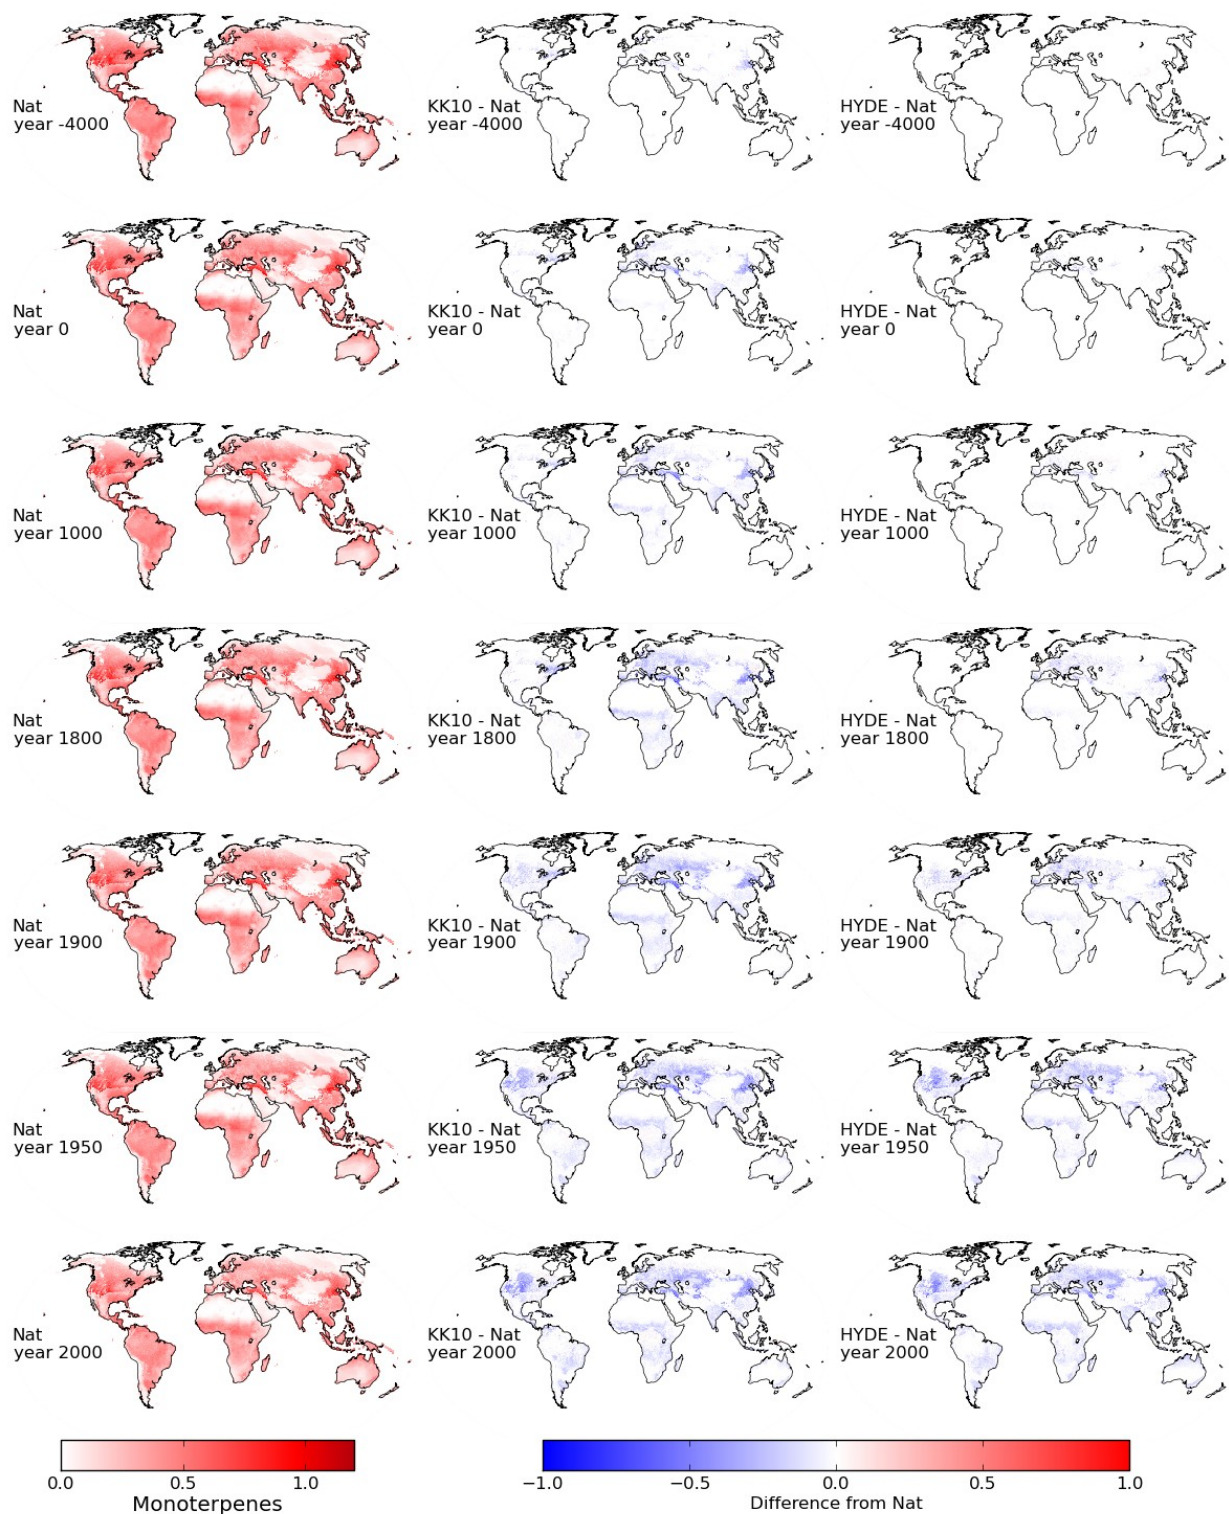 Nat
year -4000
KK10 - Nat
year -4000
HYDE - Nat
year -4000
Nat
year 0
KK10 - Nat
year 0
HYDE - Nat
year 0
Nat
year 1000
KK10 - Nat
year 1000
HYDE - Nat
year 1000
Nat
year 1800
KK10 - Nat
year 1800
HYDE - Nat
year 1800
Nat
year 1900
KK10 - Nat
year 1900
HYDE - Nat
year 1900
Nat
year 1950
KK10 - Nat
year 1950
HYDE - Nat
year 1950
Nat
year 2000
KK10 - Nat
year 2000
HYDE - Nat
year 2000
0.0 0.5 1.0
Monoterpenes
−1.0 −0.5 0.0 0.5 1.0
Difference from Nat